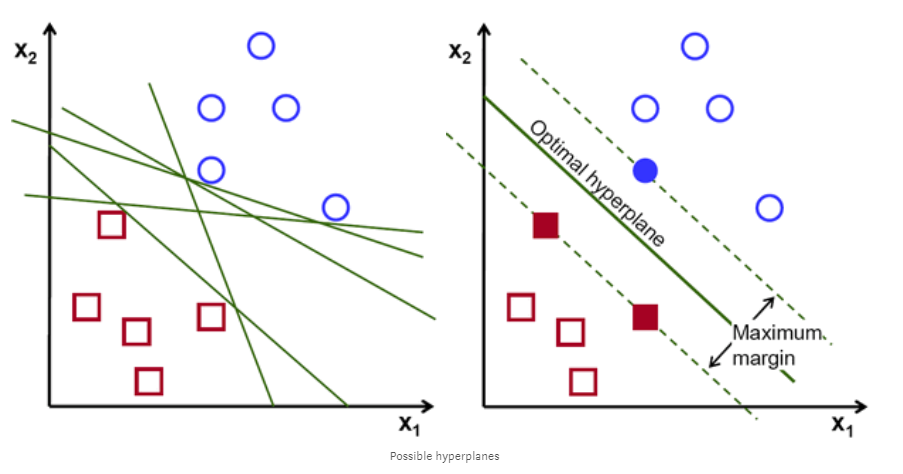 x₂
x₁
x₂
Optimal hyperplane
Maximum
margin
x₁
Possible hyperplanes